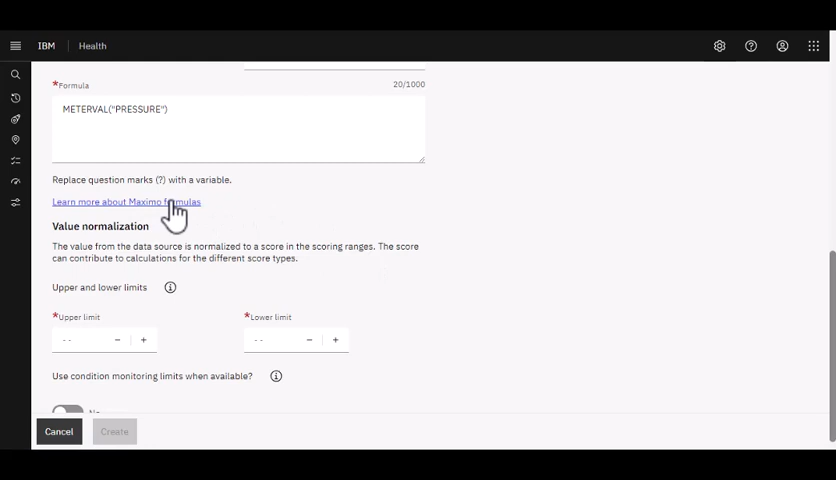 IBM Health
*Formula 20/1000
METERVAL("PRESSURE")
Replace question marks (?) with a variable.
Learn more about Maximo formulas
Value normalization
The value from the data source is normalized to a score in the scoring ranges. The score
can contribute to calculations for the different score types.
Upper and lower limits
*Upper limit *Lower limit
-- − + -- − +
Use condition monitoring limits when available?
No
Cancel Create